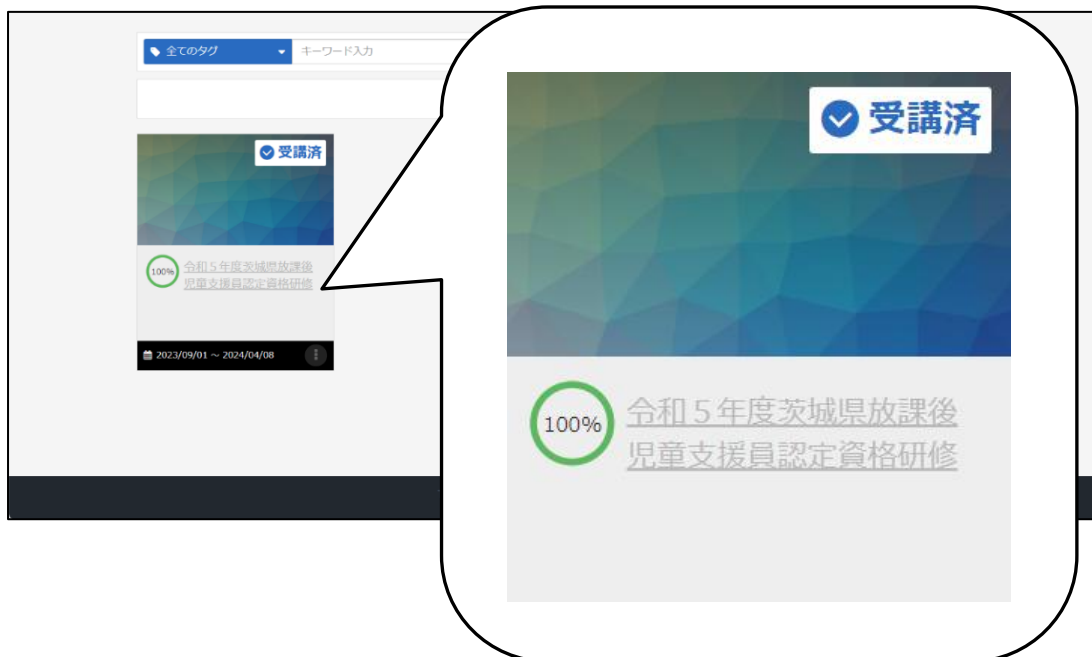 全てのタグ
キーワード入力
受講済
100%
令和５年度茨城県放課後
児童支援員認定資格研修
2023/09/01 ～ 2024/04/08
受講済
100%
令和５年度茨城県放課後
児童支援員認定資格研修